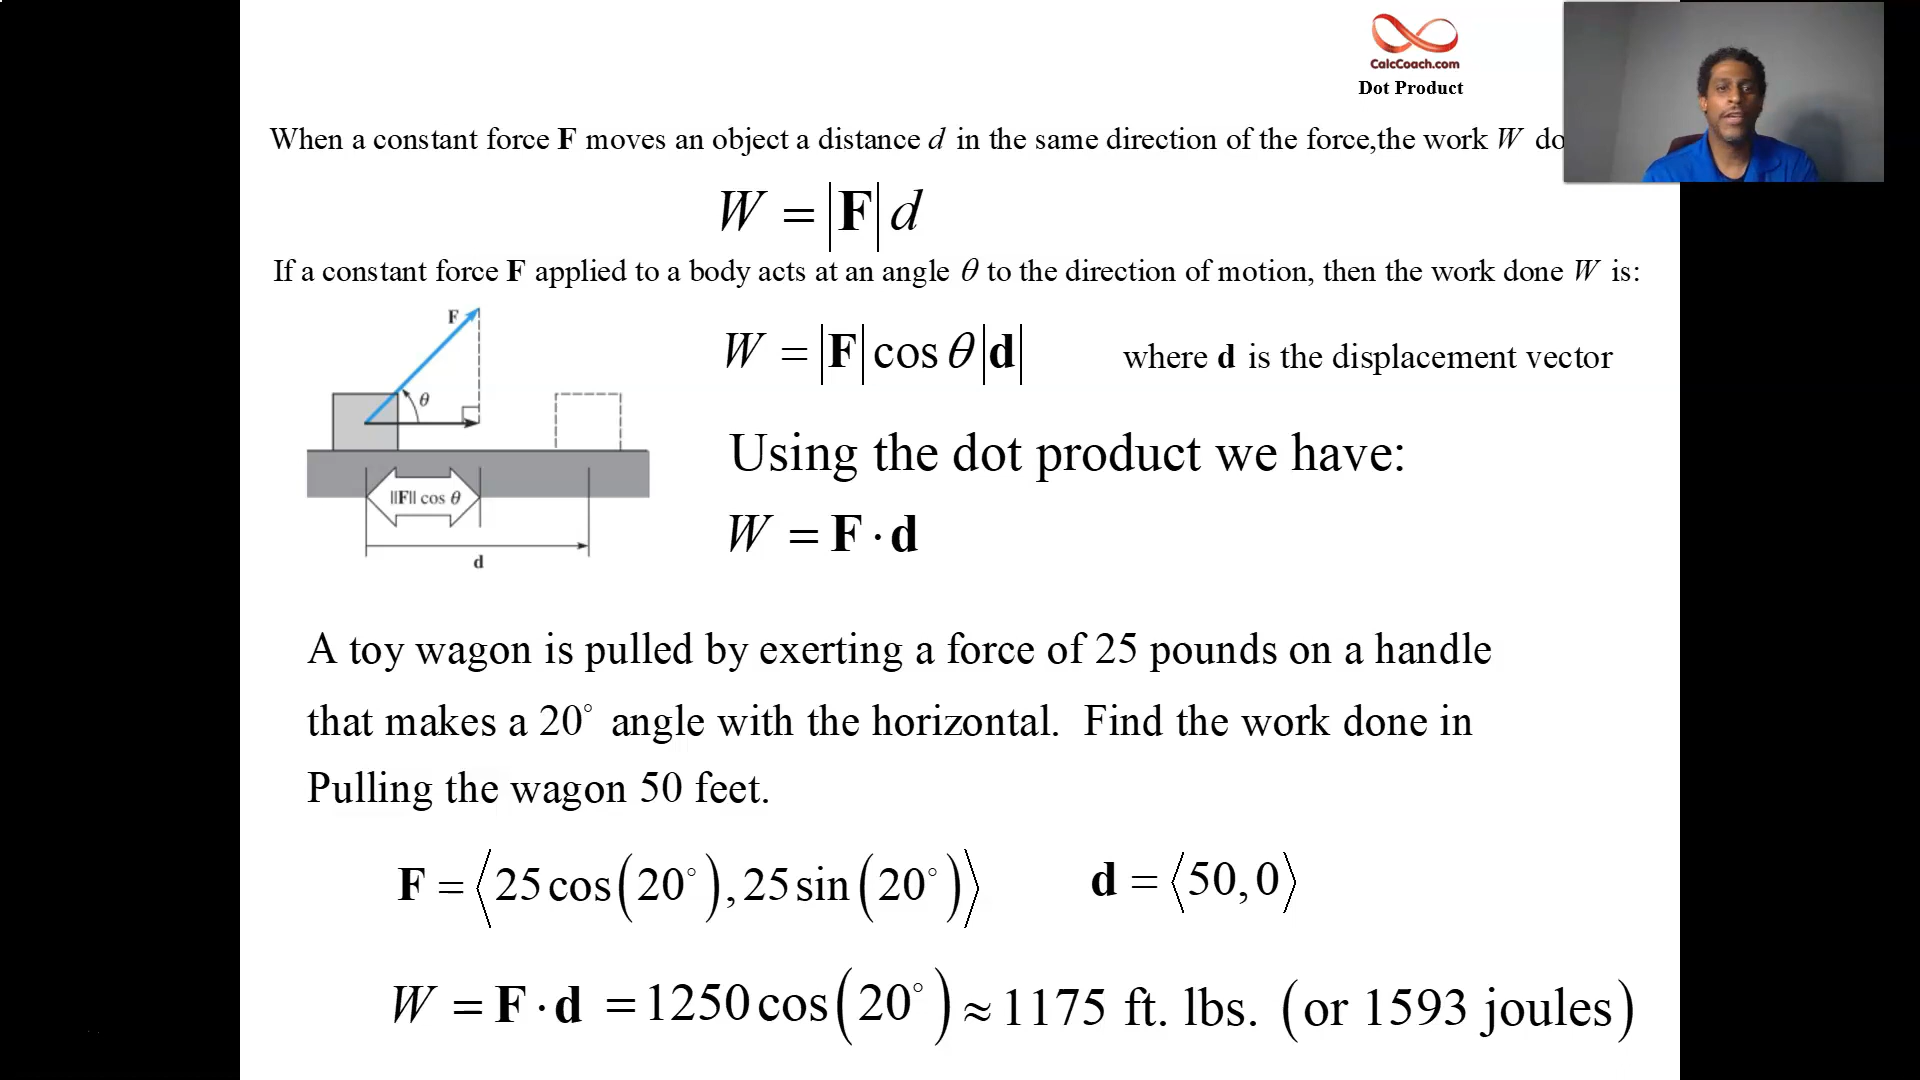 CalcCoach.com
Dot Product
When a constant force F moves an object a distance d in the same direction of the force,the work W do
W = |F| d
If a constant force F applied to a body acts at an angle θ to the direction of motion, then the work done W is:
F
θ
||F|| cos θ
d
W = |F| cos θ |d| where d is the displacement vector
Using the dot product we have:
W = F · d
A toy wagon is pulled by exerting a force of 25 pounds on a handle
that makes a 20° angle with the horizontal. Find the work done in
Pulling the wagon 50 feet.
F = ⟨25 cos(20°), 25 sin(20°)⟩ d = ⟨50, 0⟩
W = F · d = 1250 cos(20°) ≈ 1175 ft. lbs. (or 1593 joules)